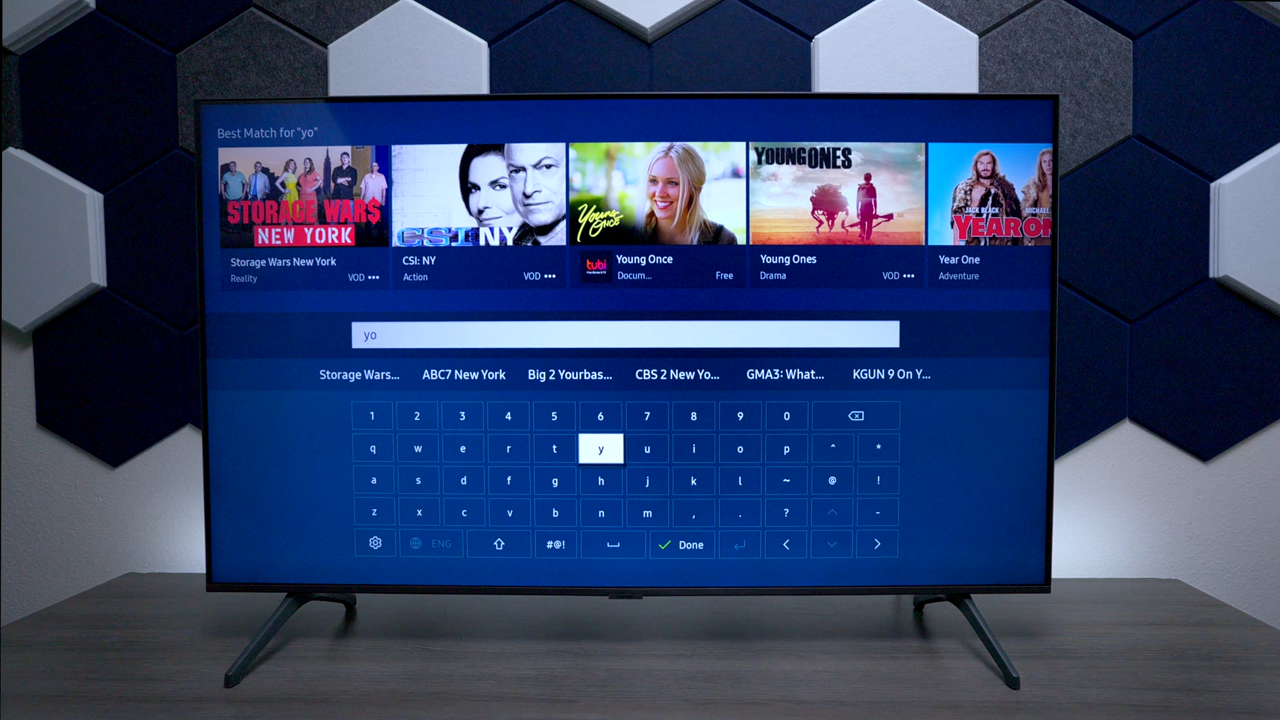 Best Match for "yo"
STORAGE WAR$
NEW YORK
CSI: NY
Young Once
YOUNG ONES
JACK BLACK
MICHAEL
YEAR ON
Storage Wars New York
Reality VOD •••
CSI: NY
Action VOD •••
tubi
Young Once
Docum... Free
Young Ones
Drama VOD •••
Year One
Adventure
yo
Storage Wars... ABC7 New York Big 2 Yourbas... CBS 2 New Yo... GMA3: What... KGUN 9 On Y...
1 2 3 4 5 6 7 8 9 0
q w e r t y u i o p ^ *
a s d f g h j k l ~ @ !
z x c v b n m , . ? -
ENG #@! Done